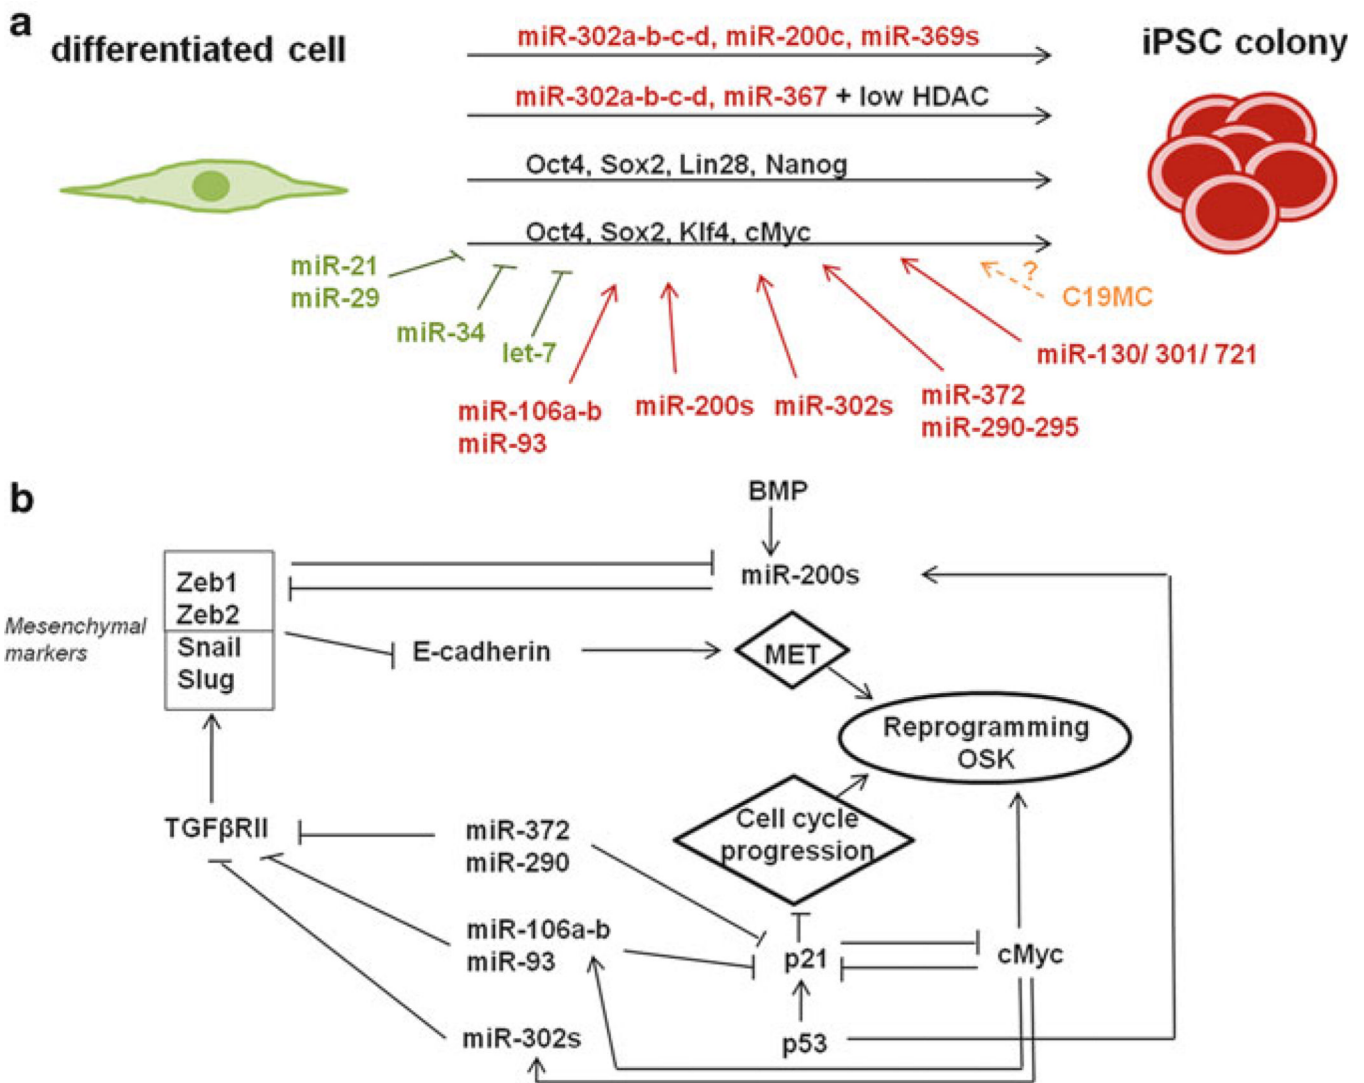 a
differentiated cell
iPSC colony
miR-302a-b-c-d, miR-200c, miR-369s
miR-302a-b-c-d, miR-367 + low HDAC
Oct4, Sox2, Lin28, Nanog
Oct4, Sox2, Klf4, cMyc
miR-21
miR-29
miR-34
let-7
miR-106a-b
miR-93
miR-200s
miR-302s
miR-372
miR-290-295
miR-130/ 301/ 721
?
C19MC
b
BMP
miR-200s
Zeb1
Zeb2
Snail
Slug
Mesenchymal
markers
E-cadherin
MET
Reprogramming
OSK
TGFβRII
miR-372
miR-290
Cell cycle
progression
miR-106a-b
miR-93
p21
cMyc
miR-302s
p53